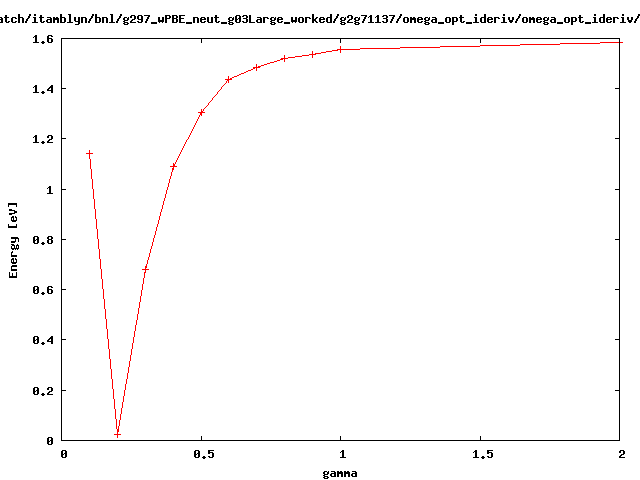 atch/itamblyn/bnl/g297_wPBE_neut_g03Large_worked/g2g71137/omega_opt_ideriv/omega_opt_ideriv/
1.6
1.4
1.2
1
0.8
0.6
0.4
0.2
0
Energy [eV]
0 0.5 1 1.5 2
gamma